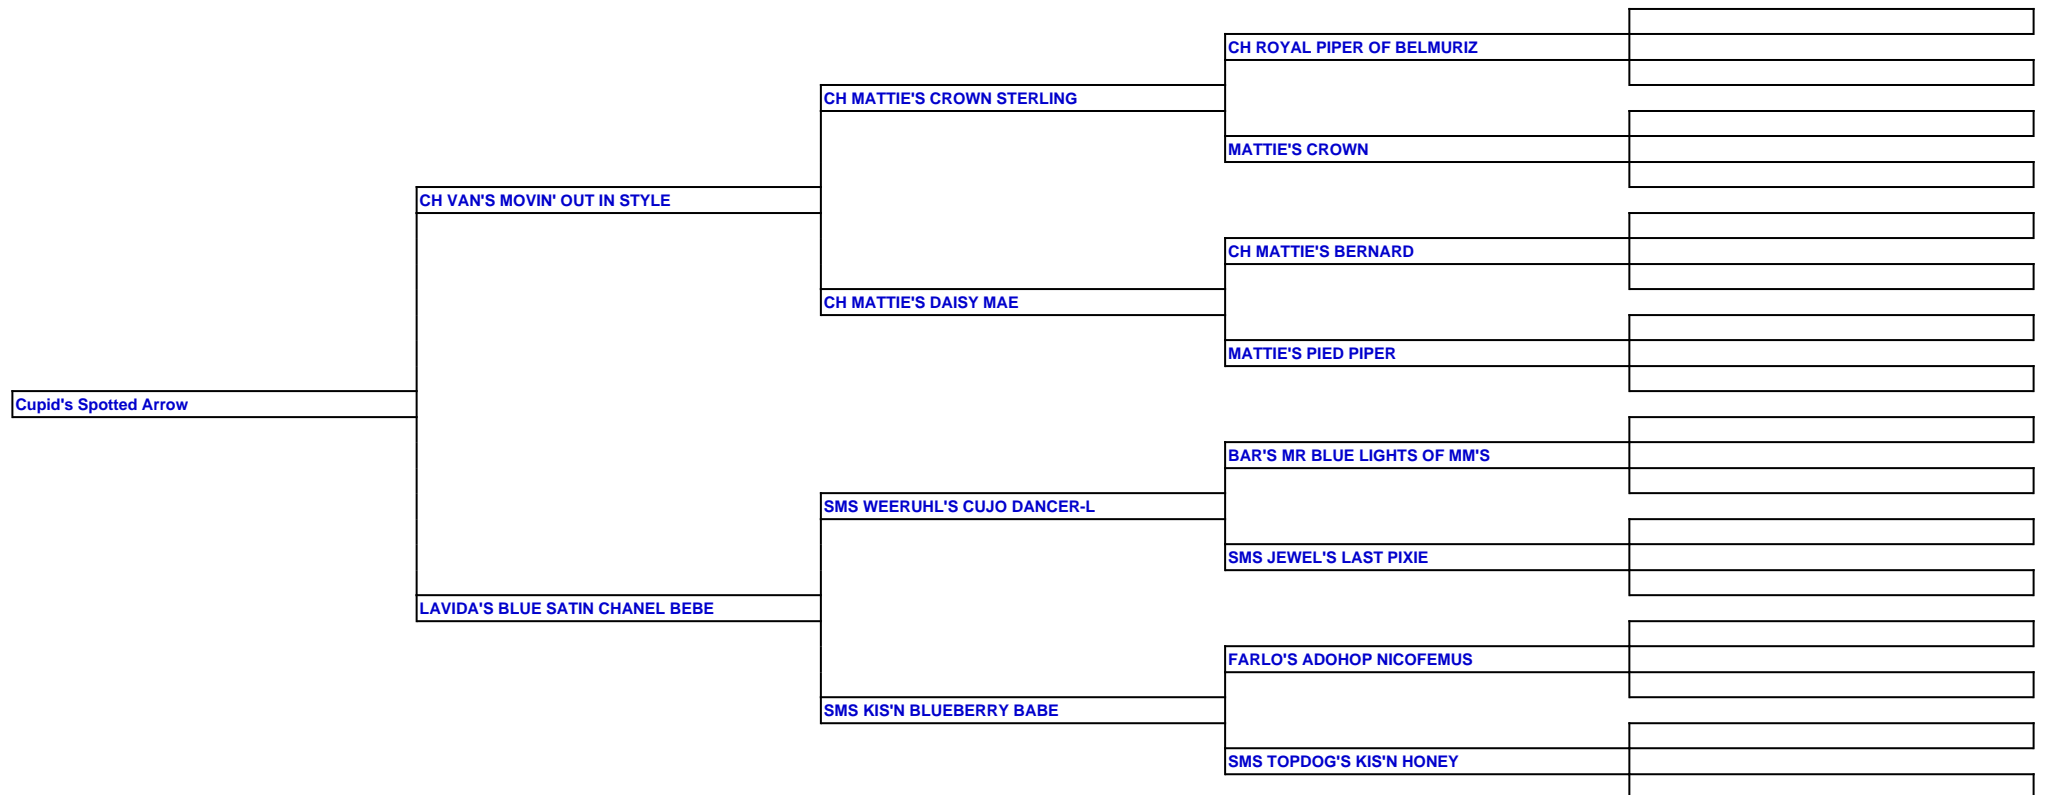 CH ROYAL PIPER OF BELMURIZ
CH MATTIE'S CROWN STERLING
MATTIE'S CROWN
CH VAN'S MOVIN' OUT IN STYLE
CH MATTIE'S BERNARD
CH MATTIE'S DAISY MAE
MATTIE'S PIED PIPER
Cupid's Spotted Arrow
BAR'S MR BLUE LIGHTS OF MM'S
SMS WEERUHL'S CUJO DANCER-L
SMS JEWEL'S LAST PIXIE
LAVIDA'S BLUE SATIN CHANEL BEBE
FARLO'S ADOHOP NICOFEMUS
SMS KIS'N BLUEBERRY BABE
SMS TOPDOG'S KIS'N HONEY